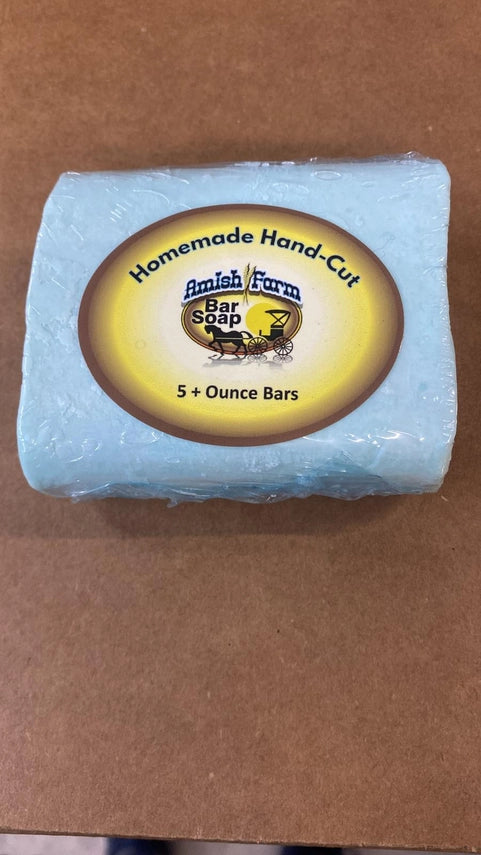 Homemade Hand-Cut
Amish Farm
Bar
Soap
5 + Ounce Bars